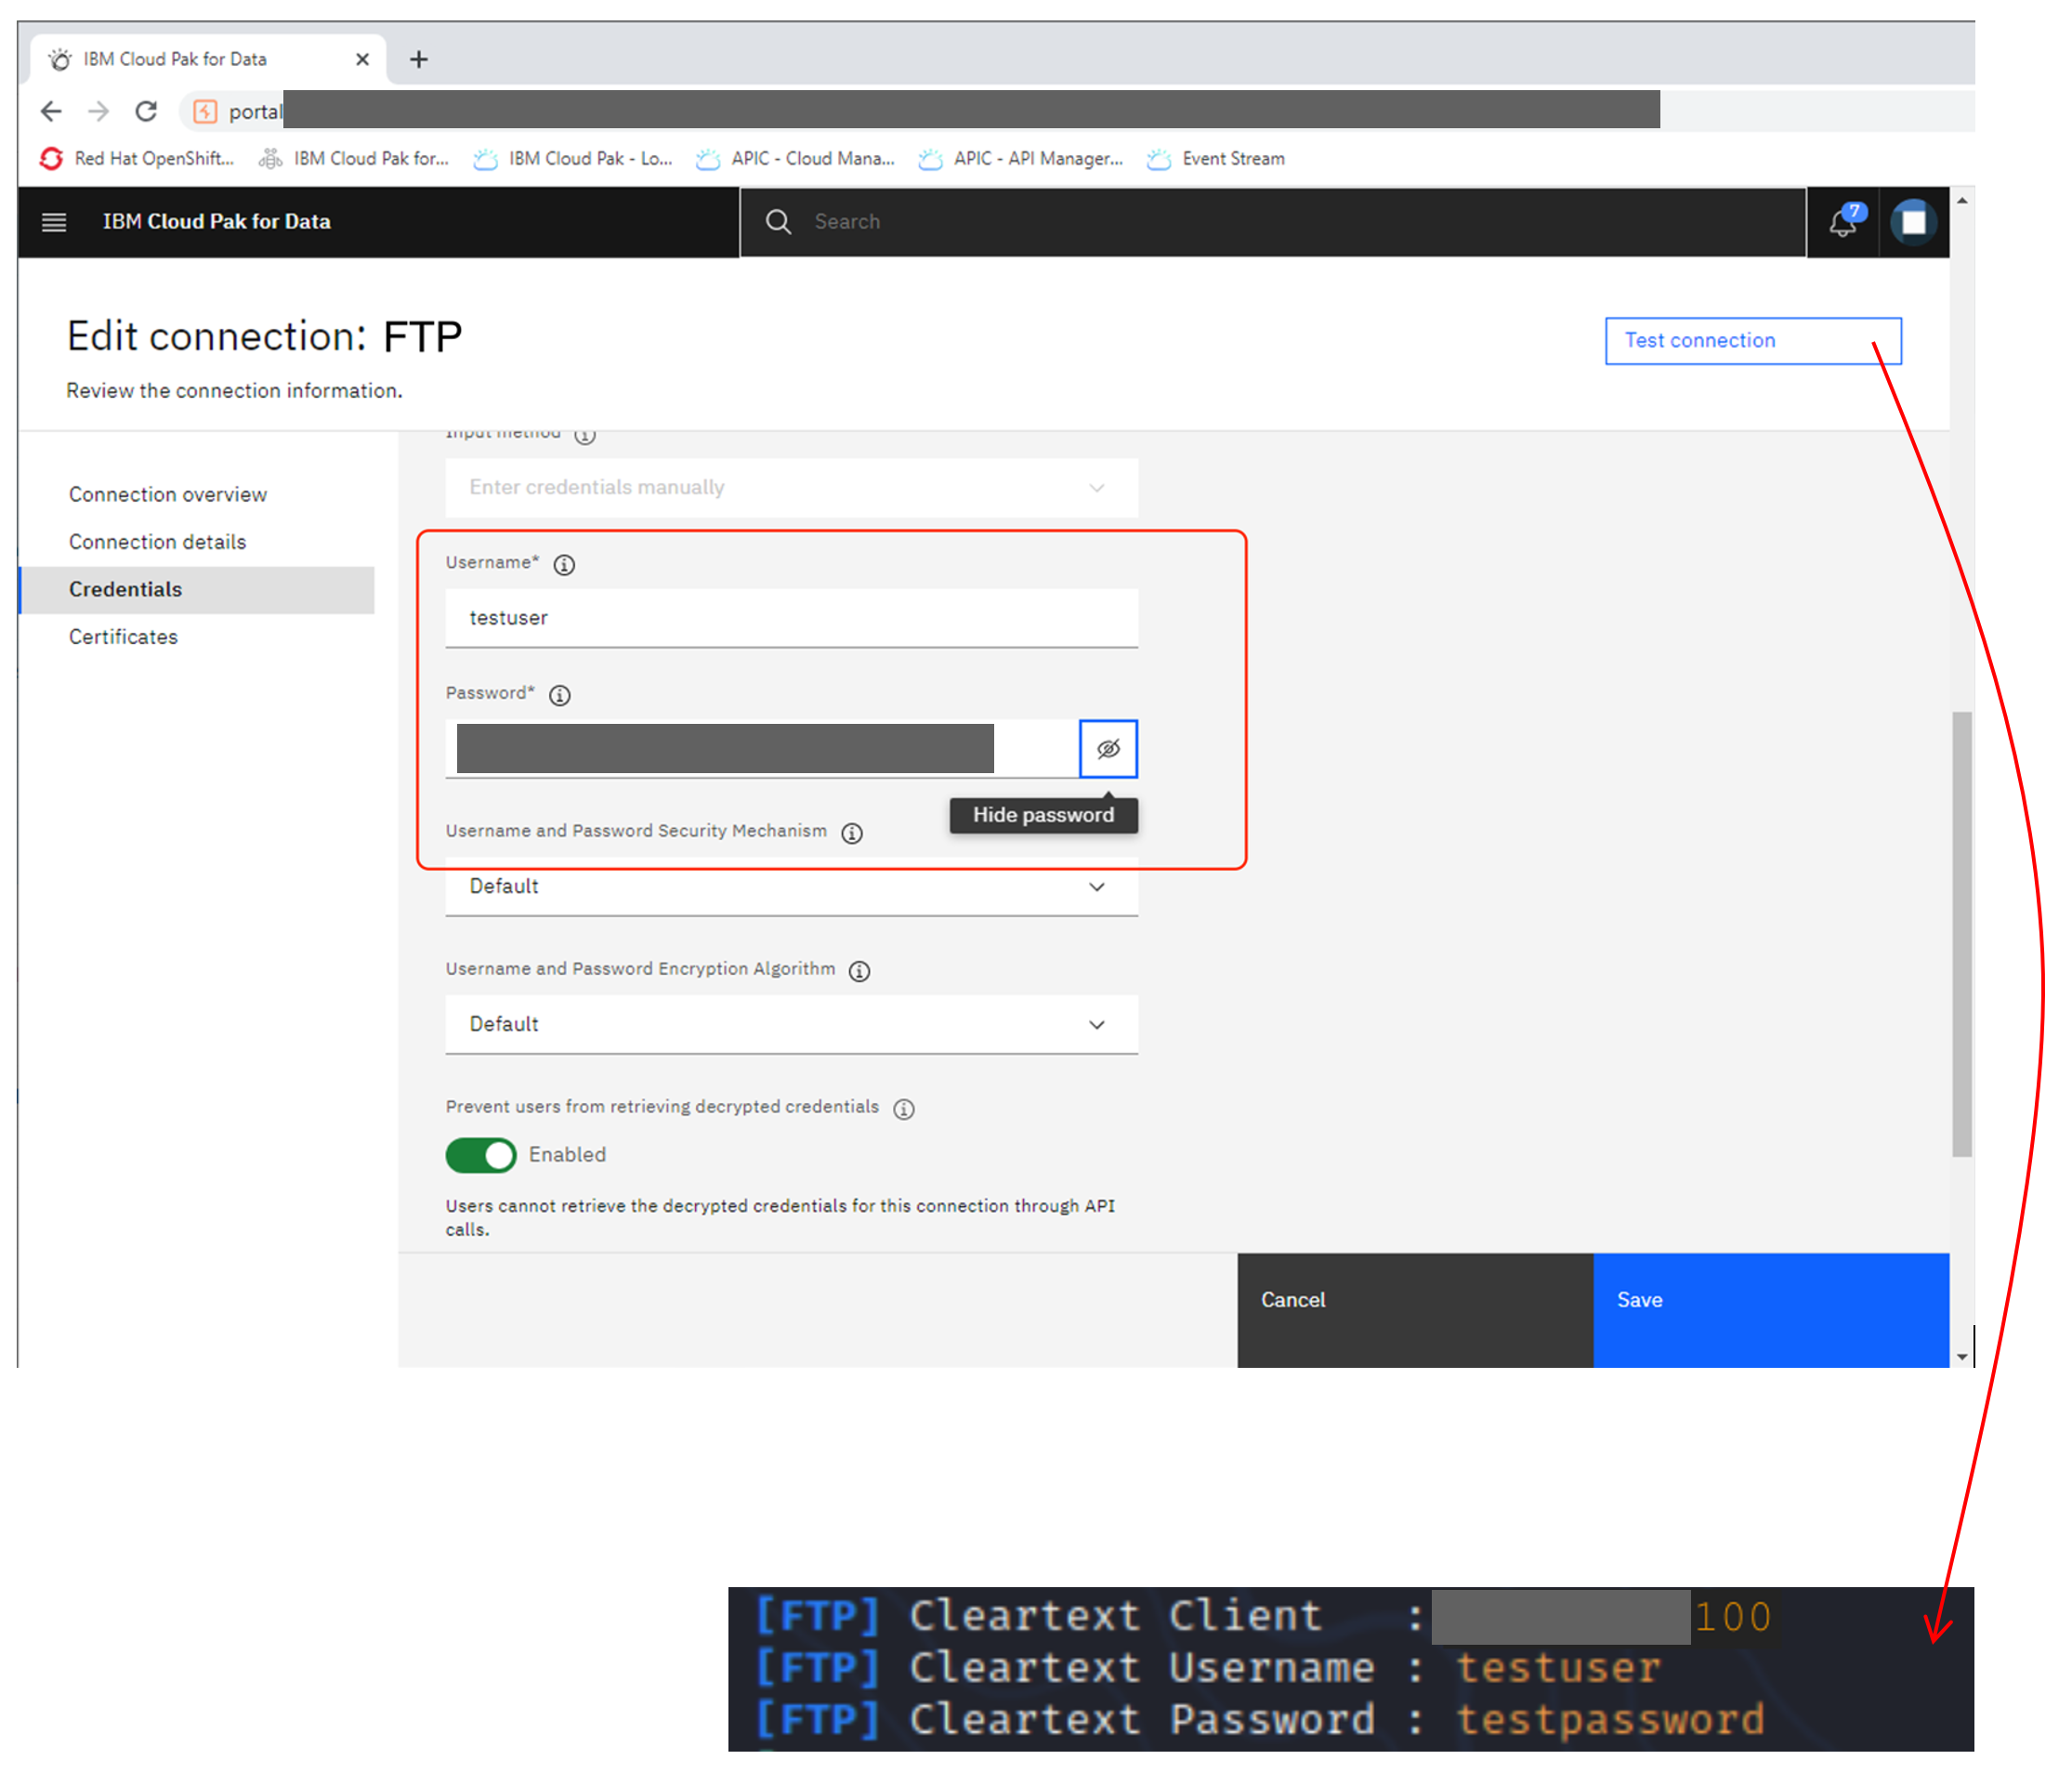 IBM Cloud Pak for Data
portal
Red Hat OpenShift... IBM Cloud Pak for... IBM Cloud Pak - Lo... APIC - Cloud Mana... APIC - API Manager... Event Stream
IBM Cloud Pak for Data Search 7
Edit connection: FTP Test connection
Review the connection information.
Input method
Enter credentials manually
Connection overview
Connection details
Credentials
Certificates
Username*
testuser
Password*
Hide password
Username and Password Security Mechanism
Default
Username and Password Encryption Algorithm
Default
Prevent users from retrieving decrypted credentials
Enabled
Users cannot retrieve the decrypted credentials for this connection through API
calls.
Cancel Save
[FTP] Cleartext Client : 100
[FTP] Cleartext Username : testuser
[FTP] Cleartext Password : testpassword